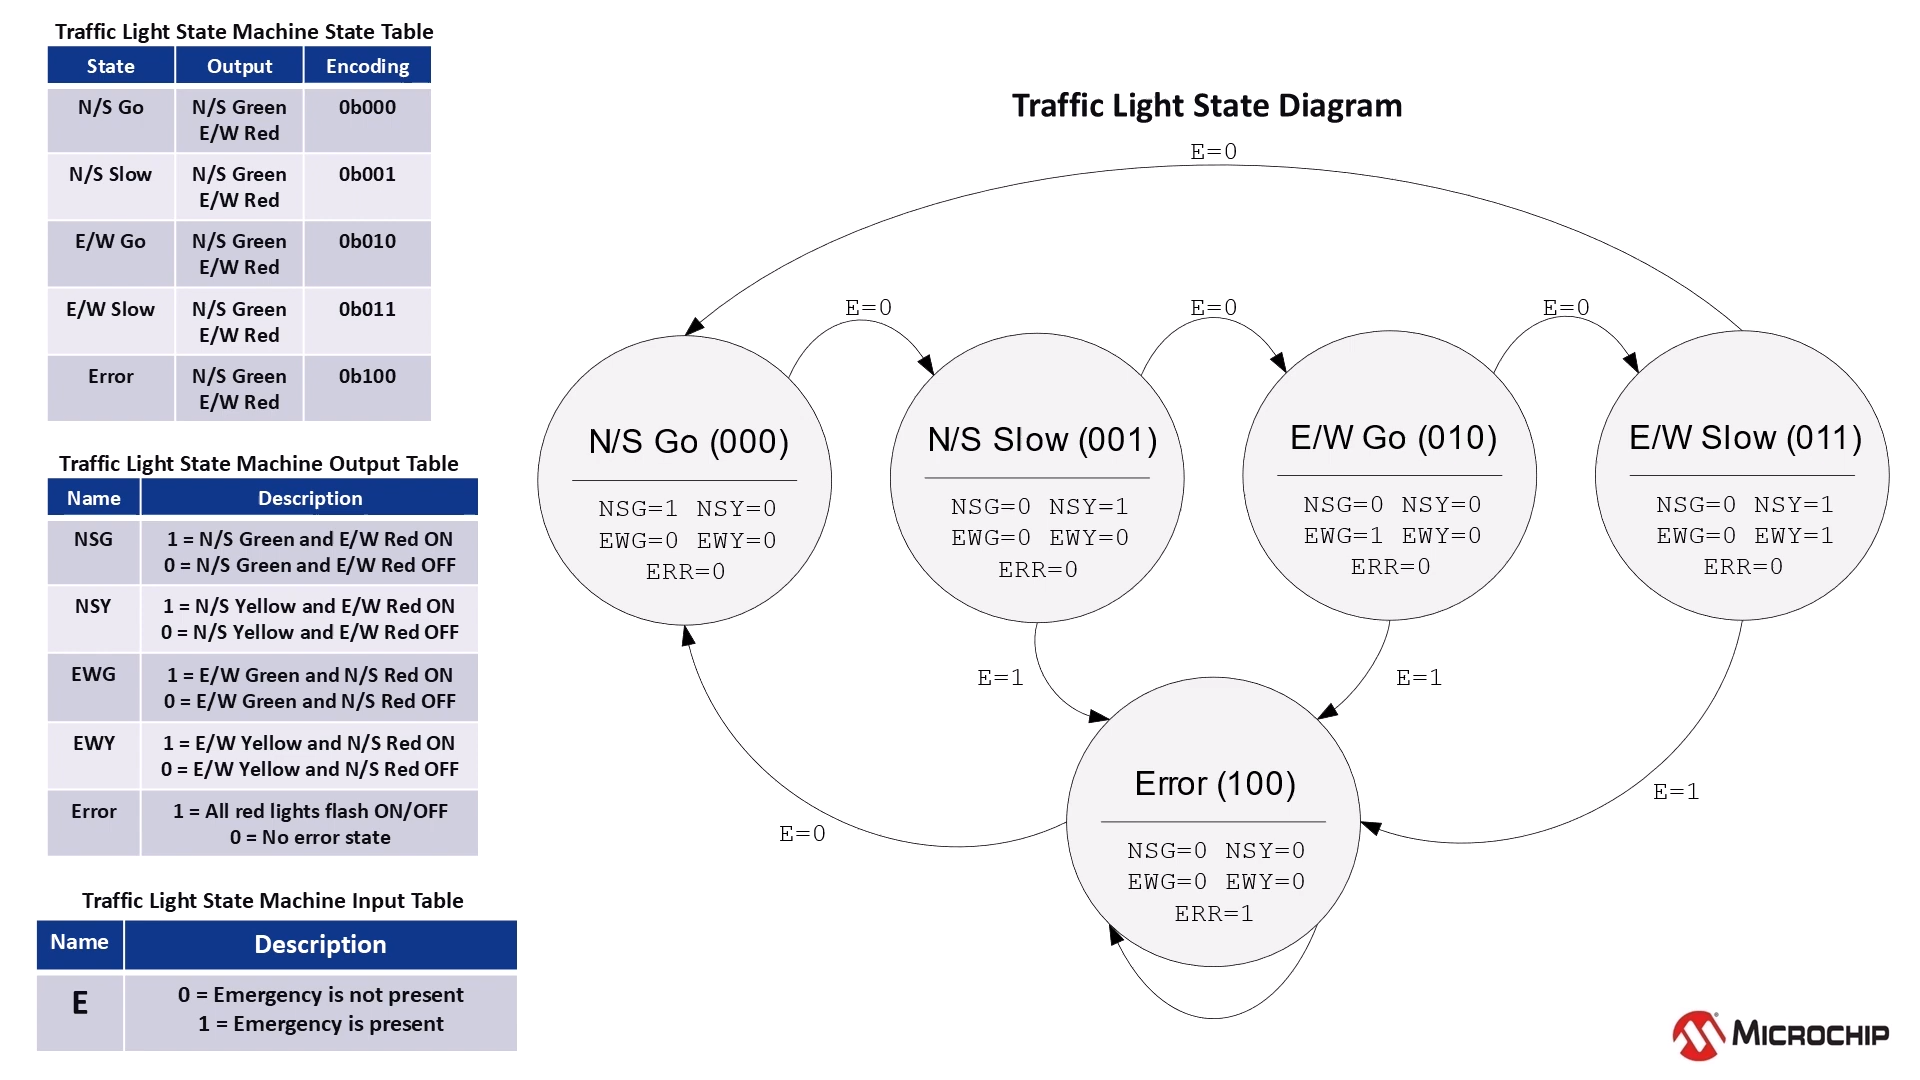 Traffic Light State Machine State Table
State Output Encoding
N/S Go N/S Green 0b000
E/W Red
N/S Slow N/S Green 0b001
E/W Red
E/W Go N/S Green 0b010
E/W Red
E/W Slow N/S Green 0b011
E/W Red
Error N/S Green 0b100
E/W Red
Traffic Light State Machine Output Table
Name Description
NSG 1 = N/S Green and E/W Red ON
0 = N/S Green and E/W Red OFF
NSY 1 = N/S Yellow and E/W Red ON
0 = N/S Yellow and E/W Red OFF
EWG 1 = E/W Green and N/S Red ON
0 = E/W Green and N/S Red OFF
EWY 1 = E/W Yellow and N/S Red ON
0 = E/W Yellow and N/S Red OFF
Error 1 = All red lights flash ON/OFF
0 = No error state
Traffic Light State Machine Input Table
Name Description
E 0 = Emergency is not present
1 = Emergency is present
Traffic Light State Diagram
E=0
E=0
E=0
E=0
N/S Go (000)
NSG=1 NSY=0
EWG=0 EWY=0
ERR=0
N/S Slow (001)
NSG=0 NSY=1
EWG=0 EWY=0
ERR=0
E/W Go (010)
NSG=0 NSY=0
EWG=1 EWY=0
ERR=0
E/W Slow (011)
NSG=0 NSY=1
EWG=0 EWY=1
ERR=0
E=1
E=1
E=1
E=0
Error (100)
NSG=0 NSY=0
EWG=0 EWY=0
ERR=1
MICROCHIP